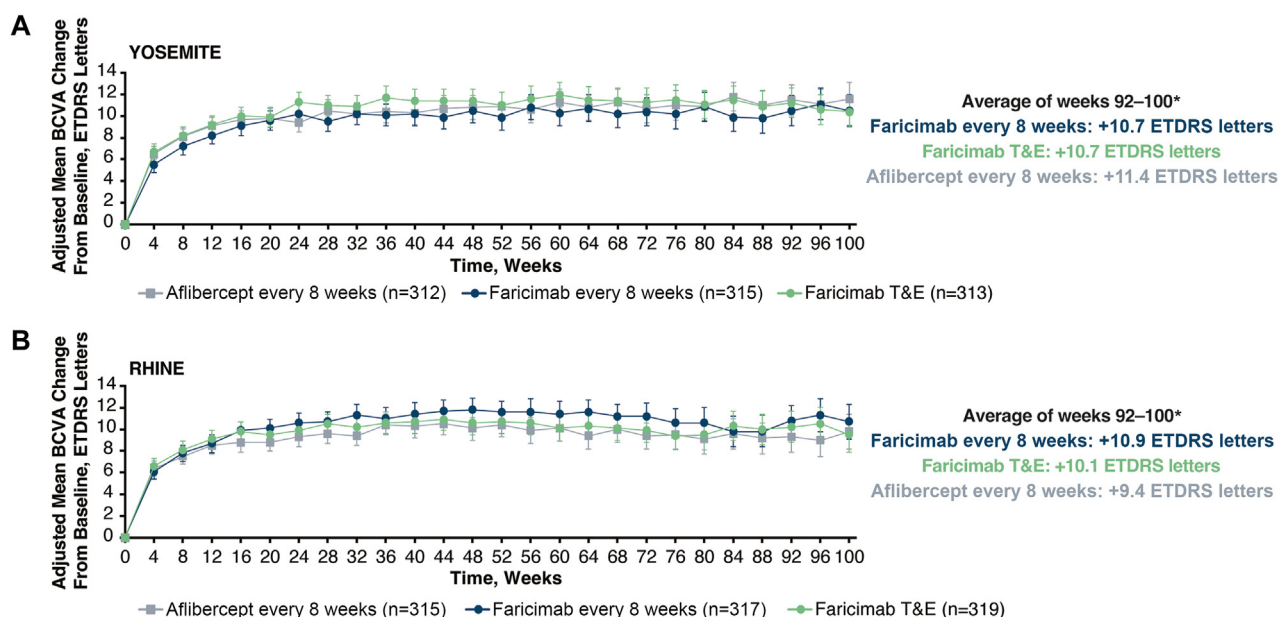 A
YOSEMITE
Adjusted Mean BCVA Change
From Baseline, ETDRS Letters
14
12
10
8
6
4
2
0
0 4 8 12 16 20 24 28 32 36 40 44 48 52 56 60 64 68 72 76 80 84 88 92 96 100
Time, Weeks
Aflibercept every 8 weeks (n=312) Faricimab every 8 weeks (n=315) Faricimab T&E (n=313)
Average of weeks 92–100*
Faricimab every 8 weeks: +10.7 ETDRS letters
Faricimab T&E: +10.7 ETDRS letters
Aflibercept every 8 weeks: +11.4 ETDRS letters
B
RHINE
Adjusted Mean BCVA Change
From Baseline, ETDRS Letters
14
12
10
8
6
4
2
0
0 4 8 12 16 20 24 28 32 36 40 44 48 52 56 60 64 68 72 76 80 84 88 92 96 100
Time, Weeks
Aflibercept every 8 weeks (n=315) Faricimab every 8 weeks (n=317) Faricimab T&E (n=319)
Average of weeks 92–100*
Faricimab every 8 weeks: +10.9 ETDRS letters
Faricimab T&E: +10.1 ETDRS letters
Aflibercept every 8 weeks: +9.4 ETDRS letters